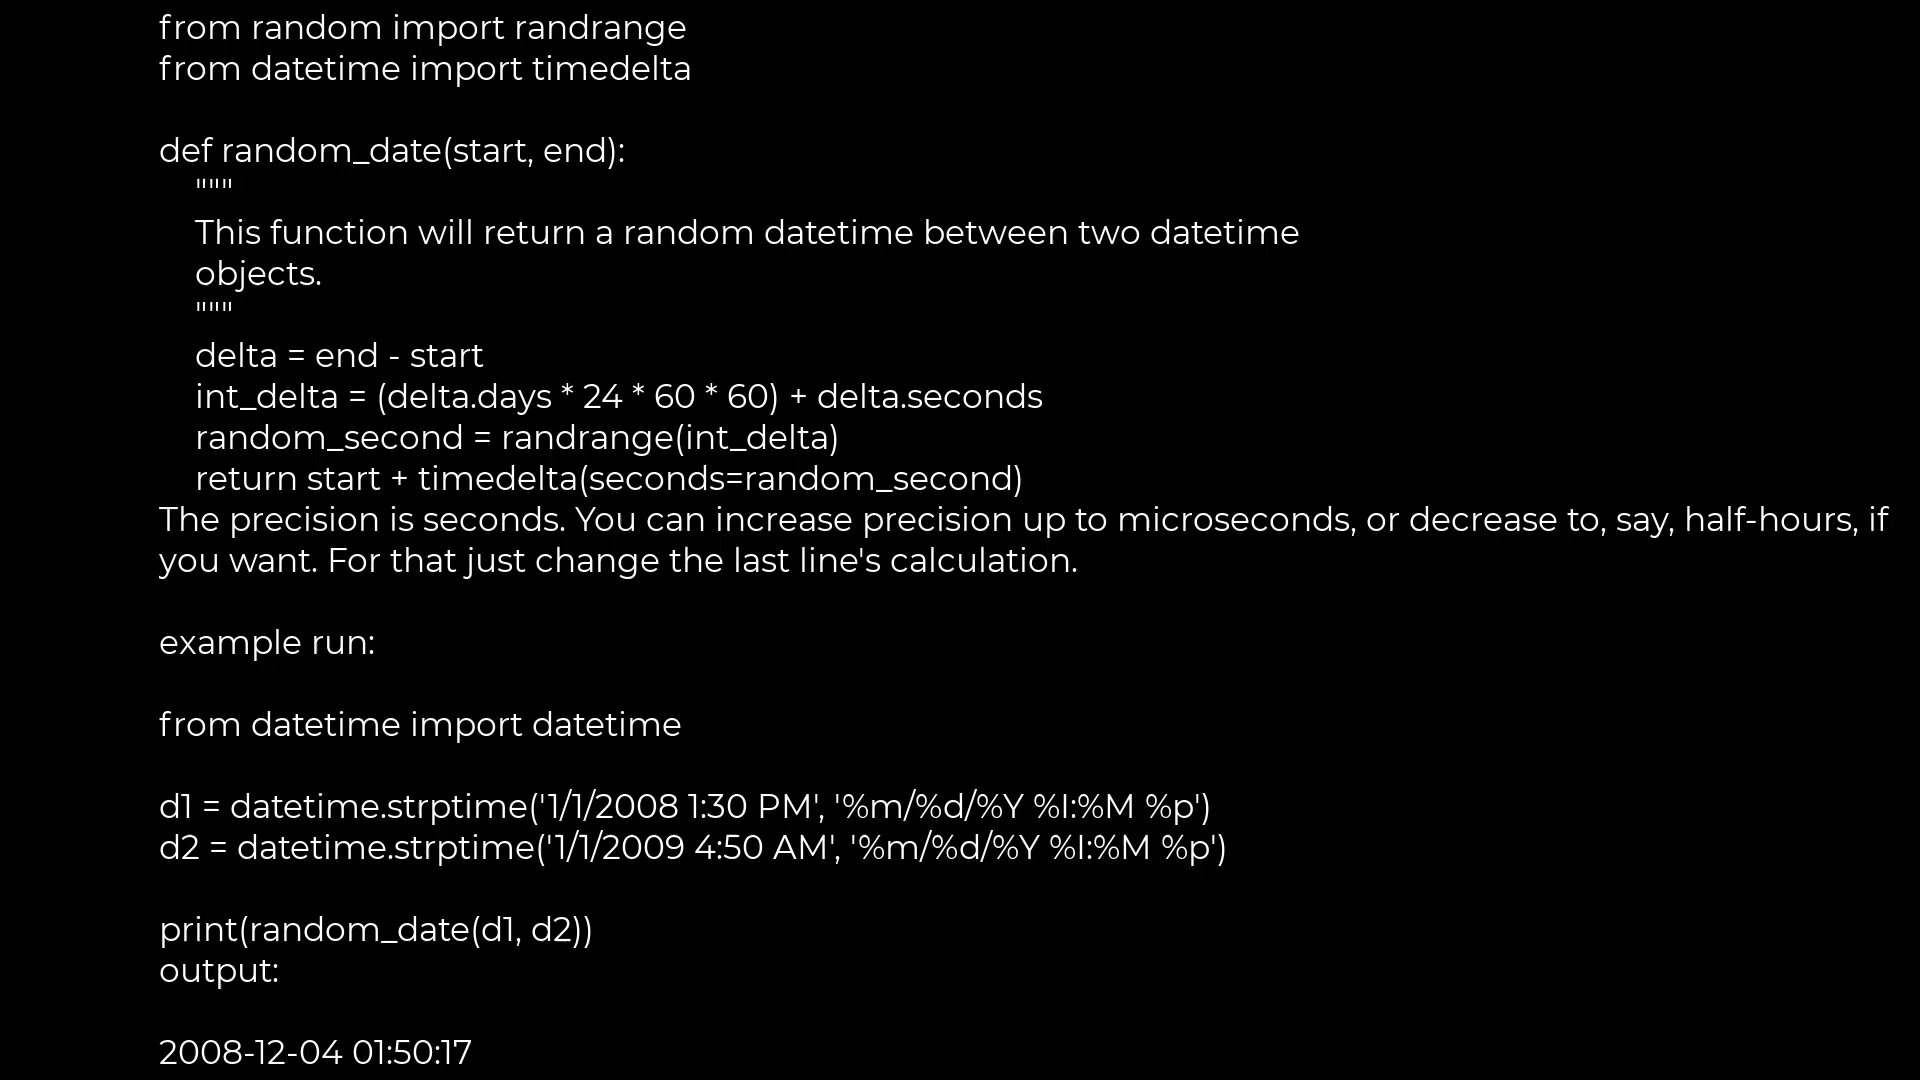 from random import randrange
from datetime import timedelta
def random_date(start, end):
"""
This function will return a random datetime between two datetime
objects.
"""
delta = end - start
int_delta = (delta.days * 24 * 60 * 60) + delta.seconds
random_second = randrange(int_delta)
return start + timedelta(seconds=random_second)
The precision is seconds. You can increase precision up to microseconds, or decrease to, say, half-hours, if
you want. For that just change the last line's calculation.
example run:
from datetime import datetime
d1 = datetime.strptime('1/1/2008 1:30 PM', '%m/%d/%Y %I:%M %p')
d2 = datetime.strptime('1/1/2009 4:50 AM', '%m/%d/%Y %I:%M %p')
print(random_date(d1, d2))
output:
2008-12-04 01:50:17